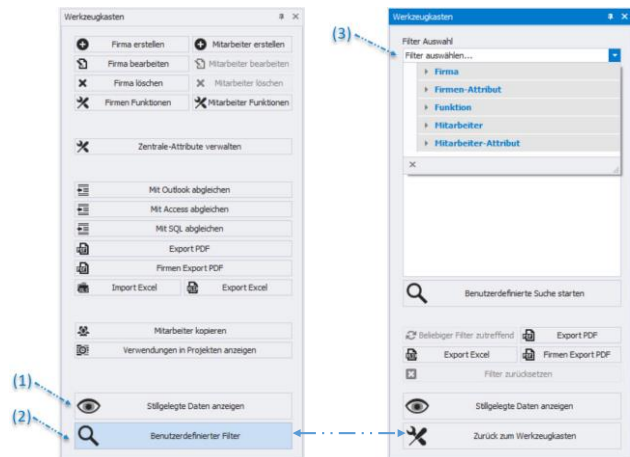 Werkzeugkasten
Firma erstellen
Mitarbeiter erstellen
Firma bearbeiten
Mitarbeiter bearbeiten
Firma löschen
Mitarbeiter löschen
Firmen Funktionen
Mitarbeiter Funktionen
Zentrale-Attribute verwalten
Mit Outlook abgleichen
Mit Access abgleichen
Mit SQL abgleichen
Export PDF
Firmen Export PDF
Import Excel
Export Excel
Mitarbeiter kopieren
Verwendungen in Projekten anzeigen
(1)
Stillgelegte Daten anzeigen
(2)
Benutzerdefinierter Filter
Werkzeugkasten
(3)
Filter Auswahl
Filter auswählen...
Firma
Firmen-Attribut
Funktion
Mitarbeiter
Mitarbeiter-Attribut
Benutzerdefinierte Suche starten
Beliebiger Filter zutreffend
Export PDF
Export Excel
Firmen Export PDF
Filter zurücksetzen
Stillgelegte Daten anzeigen
Zurück zum Werkzeugkasten